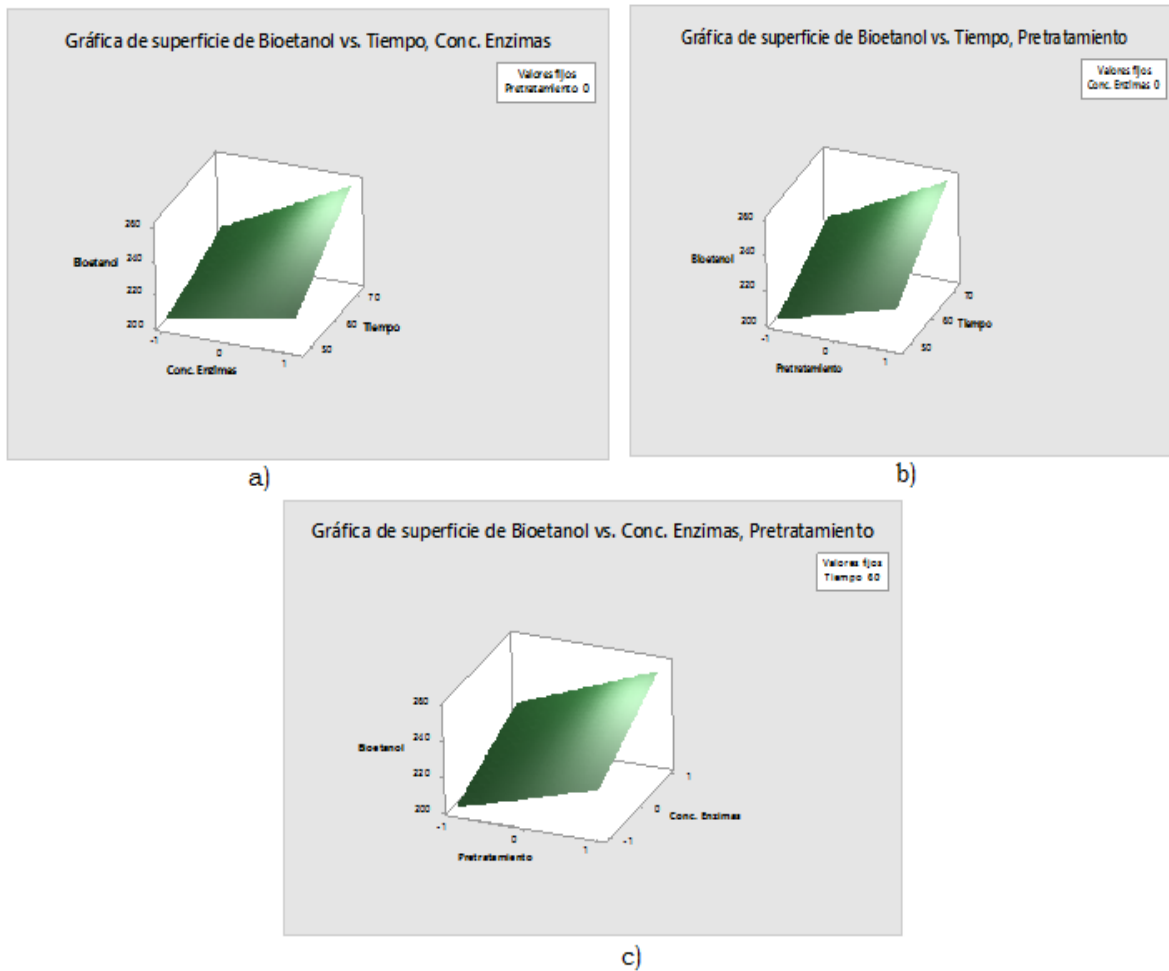 Gráfica de superficie de Bioetanol vs. Tiempo, Conc. Enzimas
Valores fijos
Pretratamiento 0
260
240
220
200
Bioetanol
-1
0
1
Conc. Enzimas
50
60
70
Tiempo
a)
Gráfica de superficie de Bioetanol vs. Tiempo, Pretratamiento
Valores fijos
Conc. Enzimas 0
260
240
220
200
Bioetanol
-1
0
1
Pretratamiento
50
60
70
Tiempo
b)
Gráfica de superficie de Bioetanol vs. Conc. Enzimas, Pretratamiento
Valores fijos
Tiempo 60
260
240
220
200
Bioetanol
-1
0
1
Pretratamiento
-1
0
1
Conc. Enzimas
c)